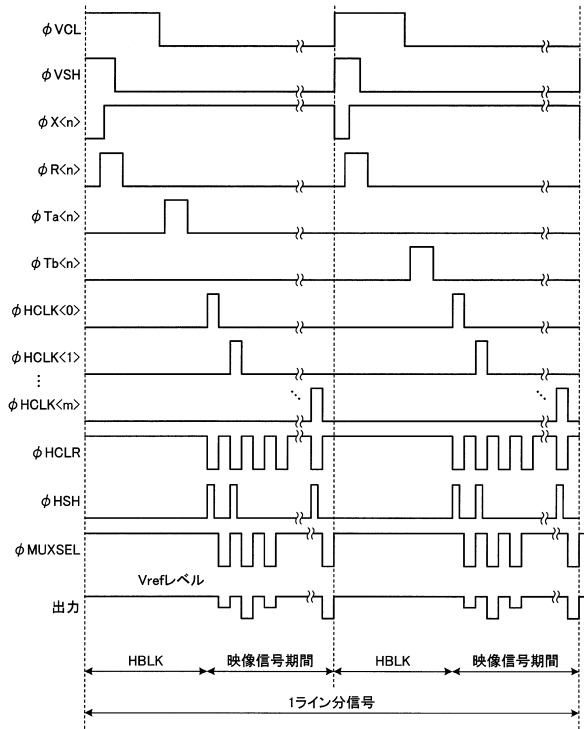 φVCL
φVSH
φX<n>
φR<n>
φTa<n>
φTb<n>
φHCLK<0>
φHCLK<1>
⋮
φHCLK<m>
φHCLR
φHSH
φMUXSEL
Vrefレベル
出力
HBLK 映像信号期間 HBLK 映像信号期間
1ライン分信号